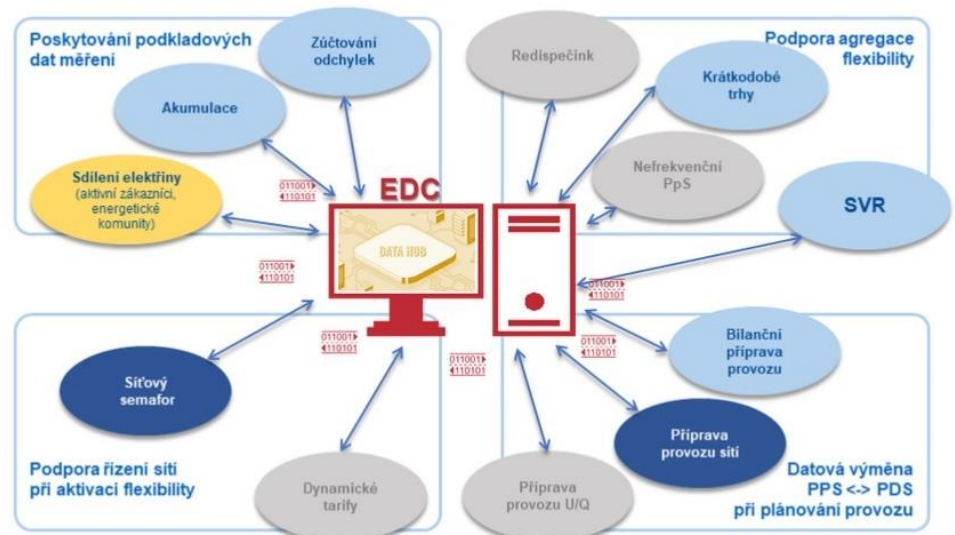 Poskytování podkladových
dat měření
Zúčtování
odchylek
Akumulace
Sdílení elektřiny
(aktivní zákazníci,
energetické
komunity)
Redispečink
Podpora agregace
flexibility
Krátkodobé
trhy
Nefrekvenční
PpS
SVR
EDC
DATA HUB
011001
110101
011001
110101
011001
110101
011001
110101
011001
110101
011001
110101
Síťový
semafor
Podpora řízení sítí
při aktivaci flexibility
Dynamické
tarify
Bilanční
příprava
provozu
Příprava
provozu sítí
Příprava
provozu U/Q
Datová výměna
PPS <-> PDS
při plánování provozu